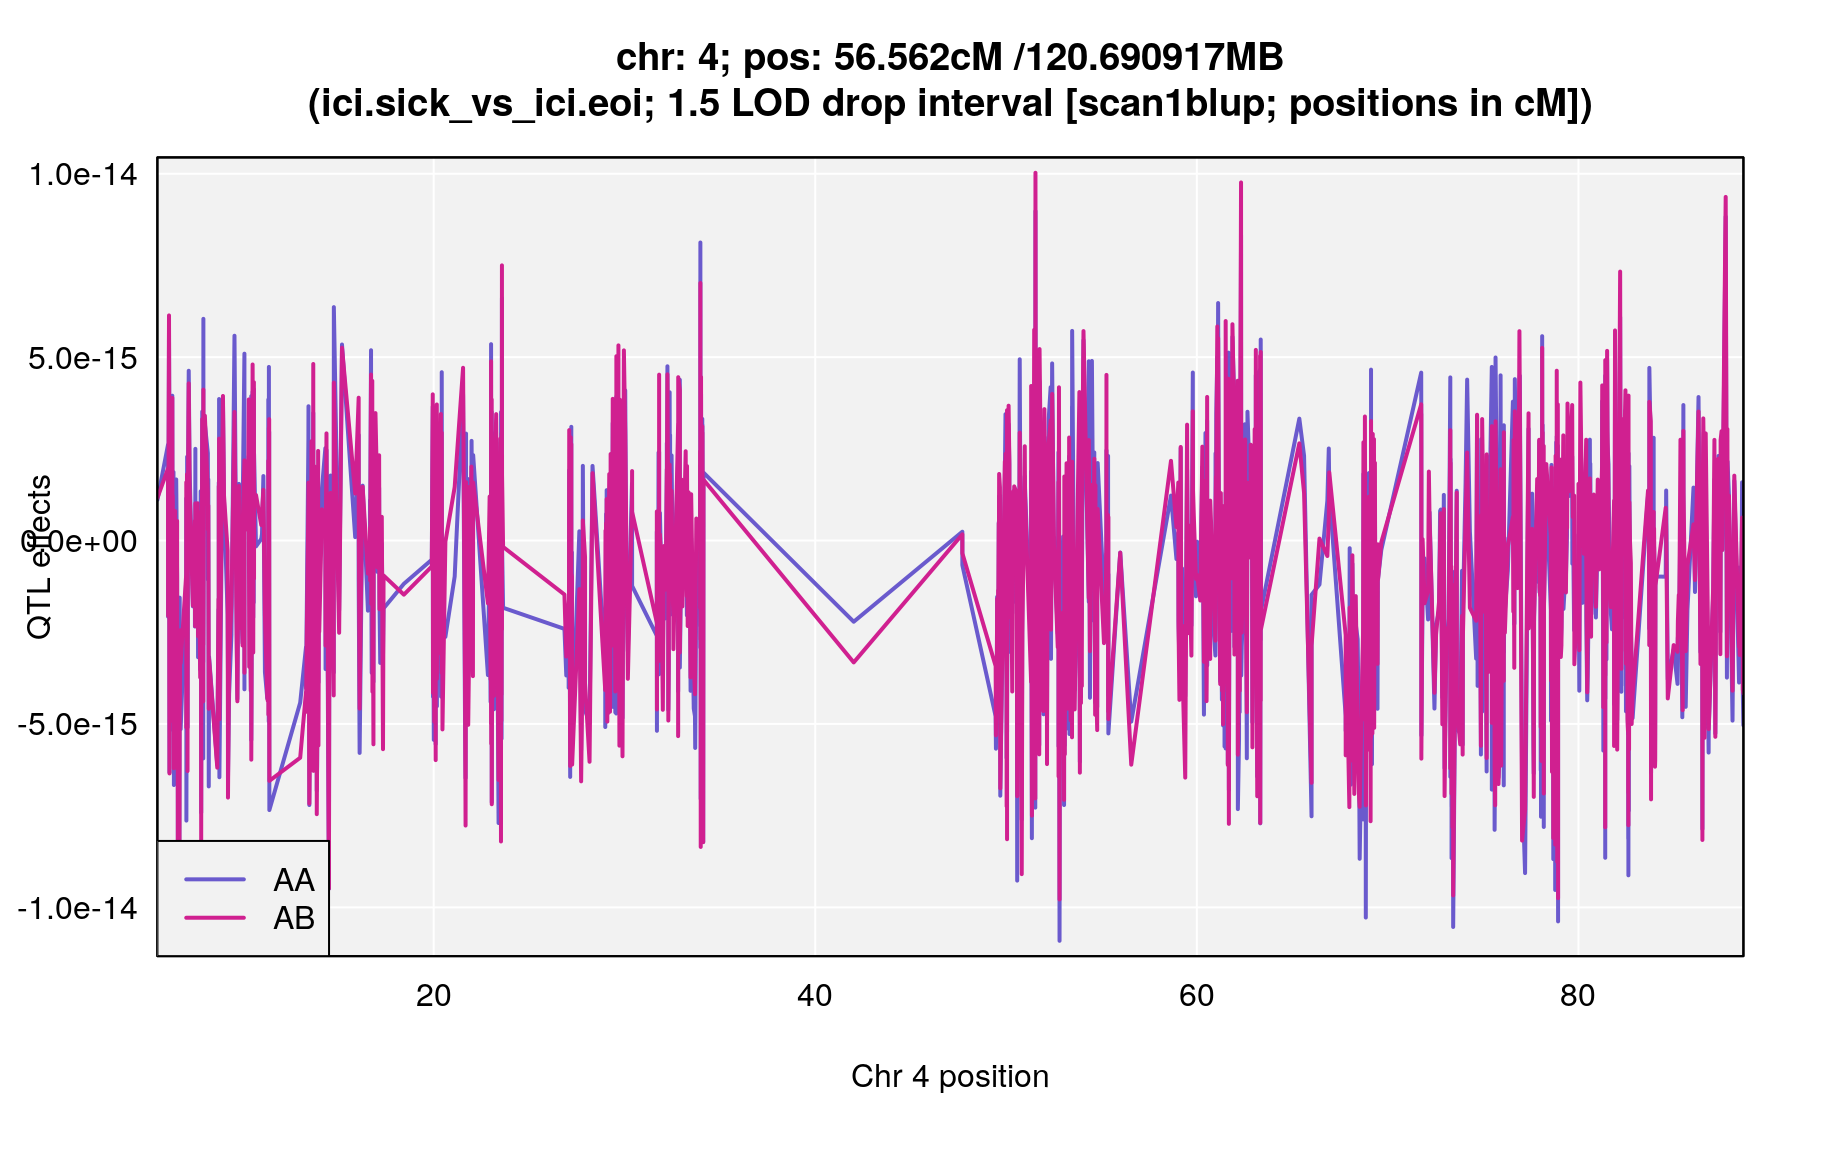 chr: 4; pos: 56.562cM /120.690917MB
(ici.sick_vs_ici.eoi; 1.5 LOD drop interval [scan1blup; positions in cM])
1.0e-14
5.0e-15
0.0e+00
-5.0e-15
-1.0e-14
QTL effects
AA
AB
20
40
60
80
Chr 4 position